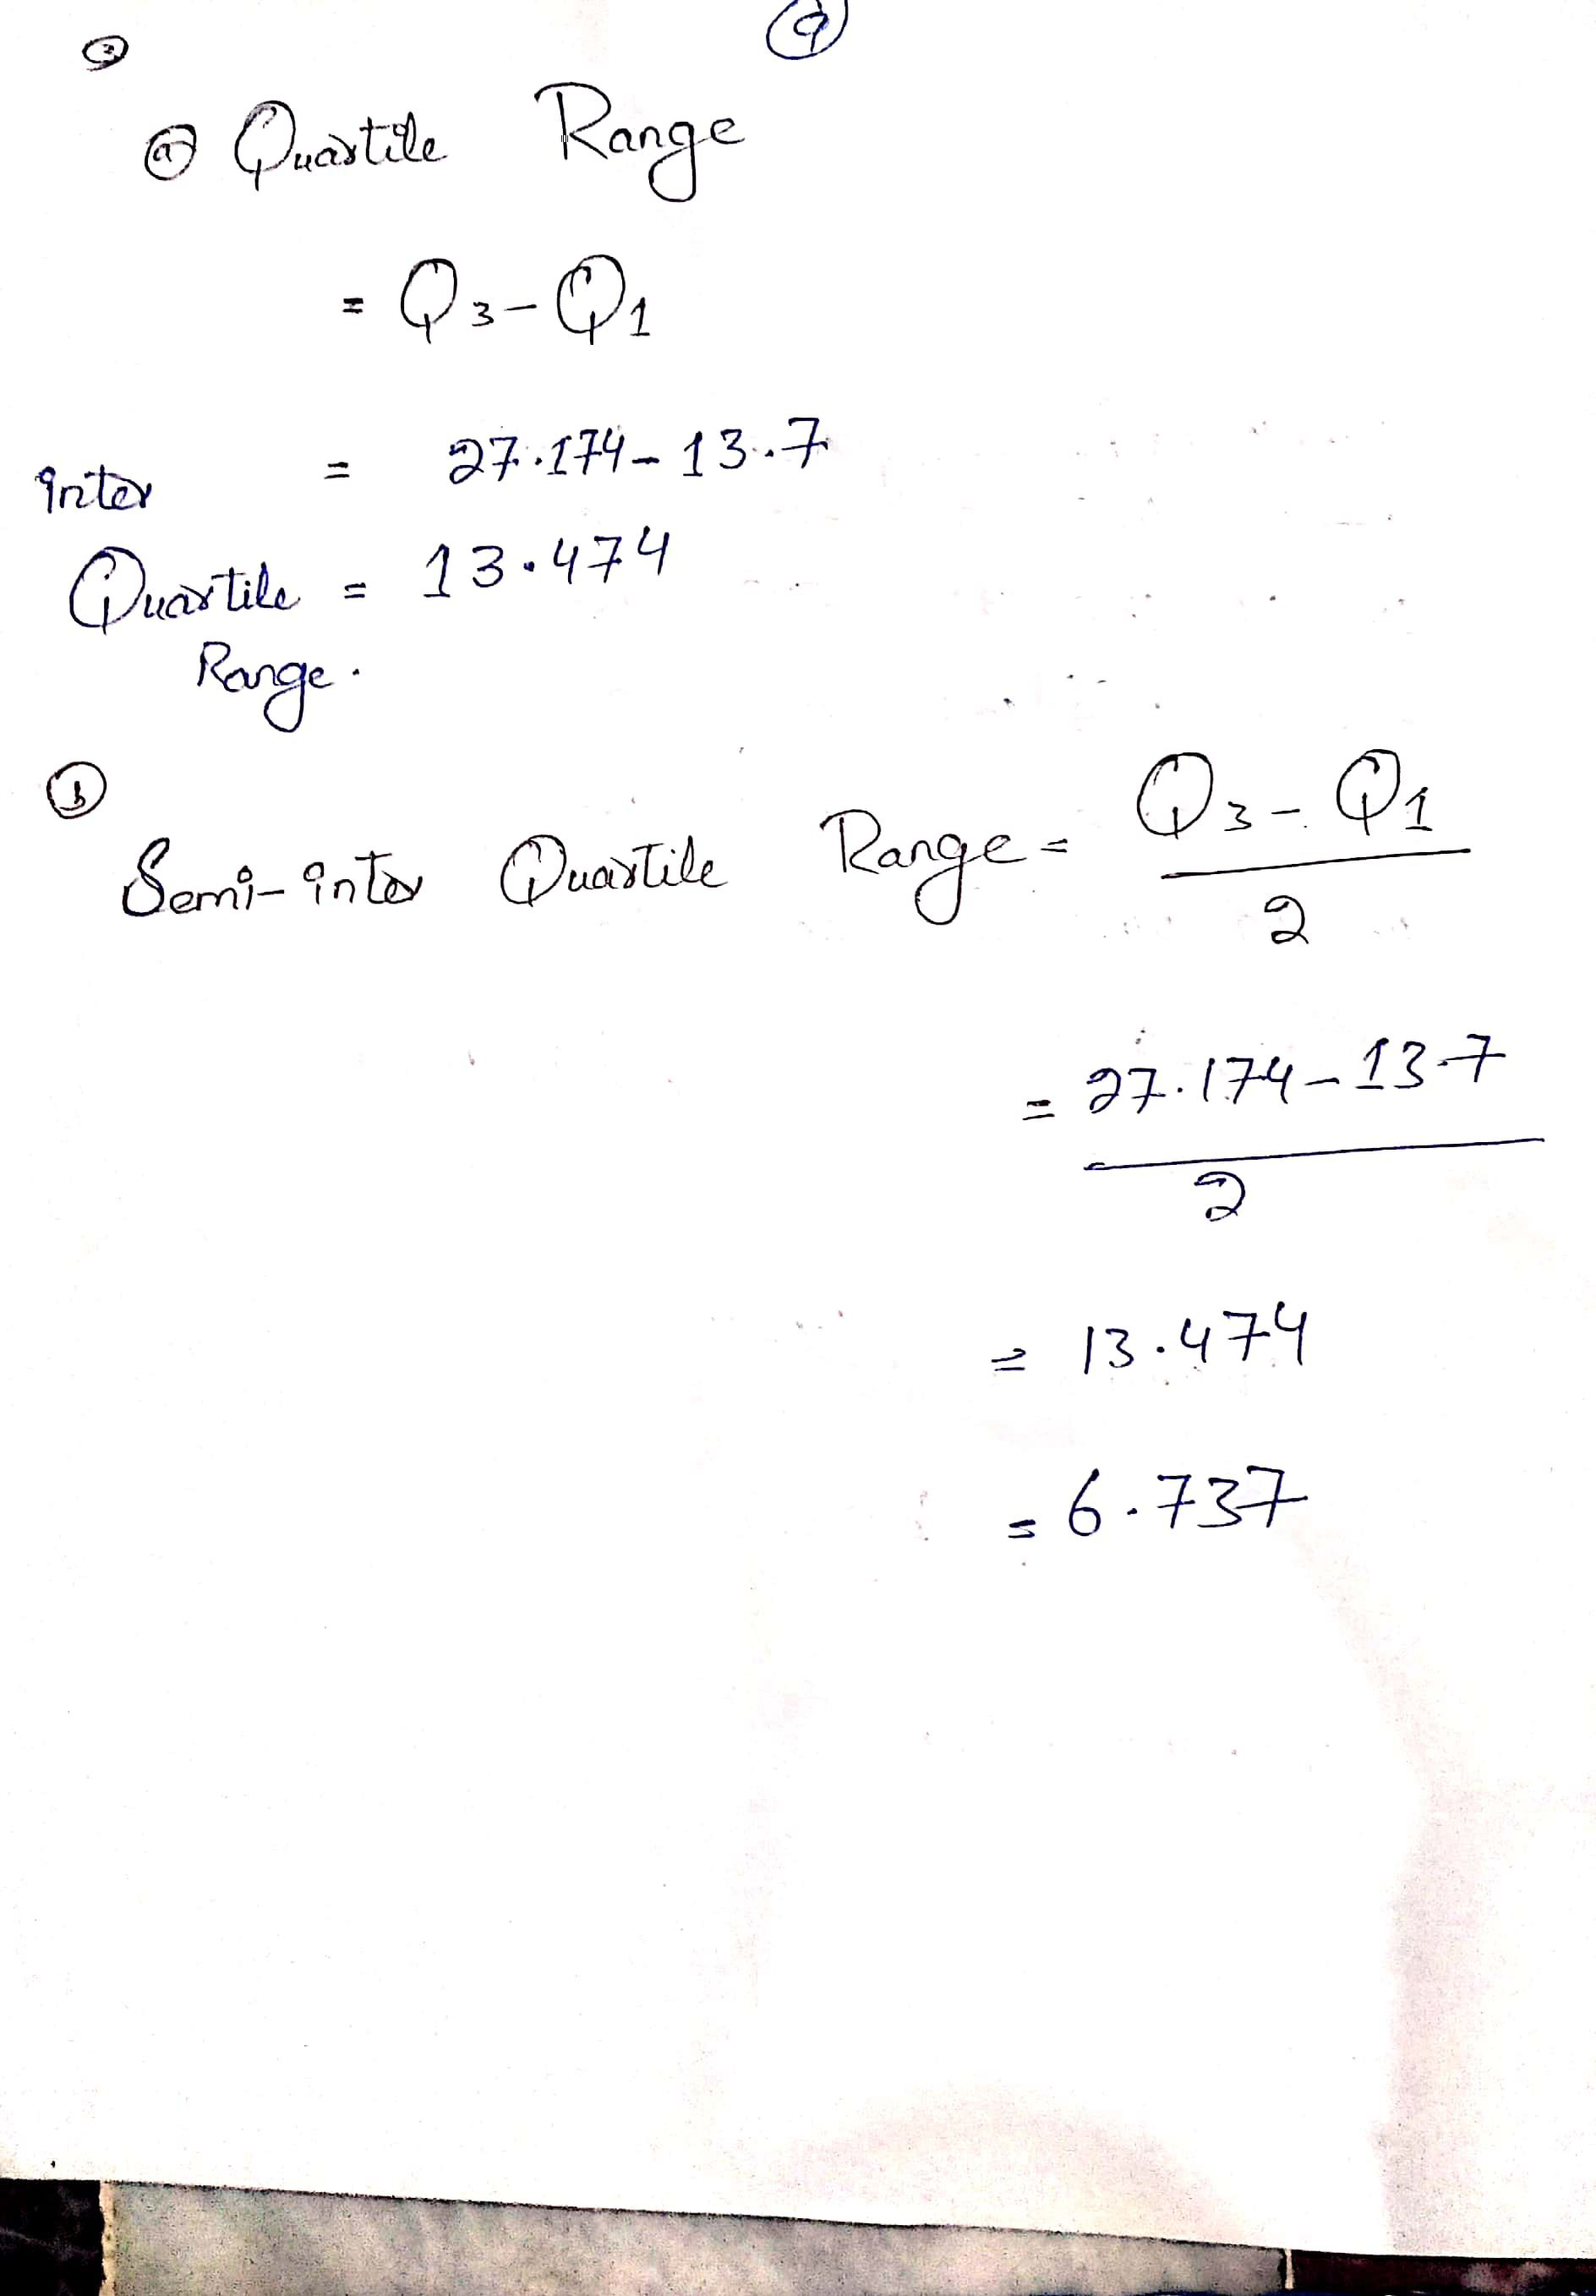 9
2
a Quartile Range
= Q3 - Q1
= 27.174 - 13.7
inter
Quartile = 13.474
Range.
b
Semi-inter Quartile Range = Q3 - Q1
2
= 27.174 - 13.7
2
= 13.474
= 6.737